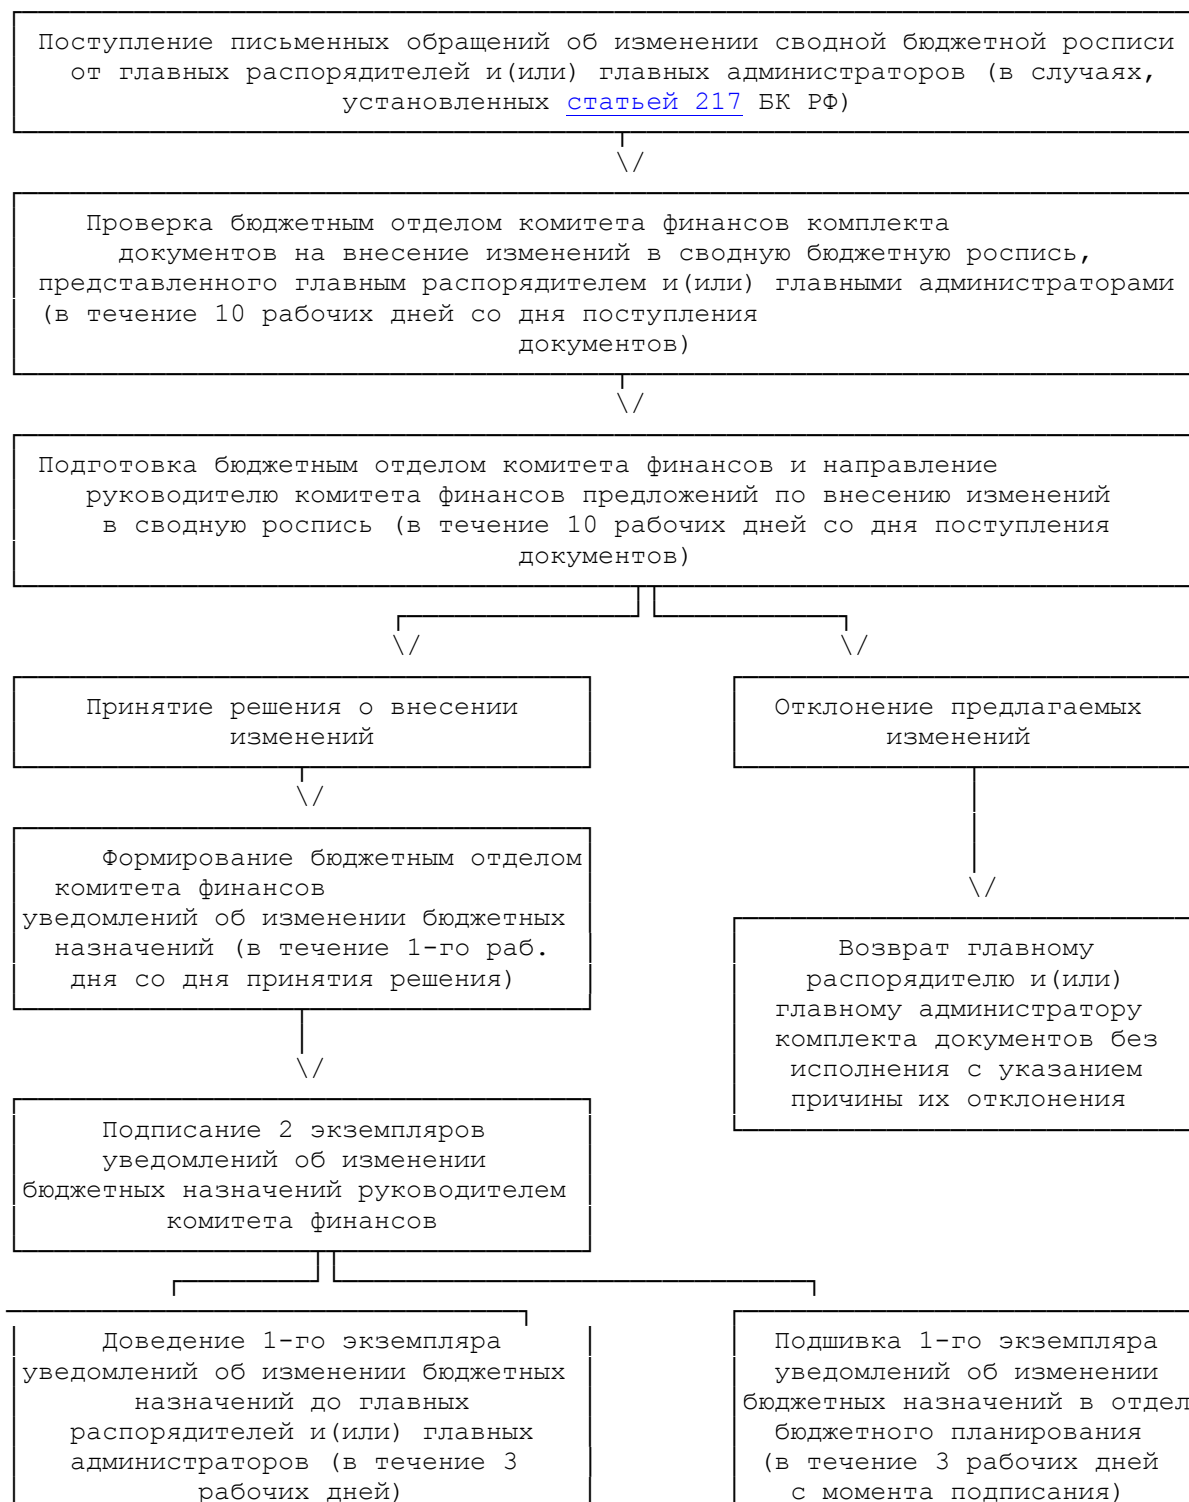 Поступление письменных обращений об изменении сводной бюджетной росписи
от главных распорядителей и(или) главных администраторов (в случаях,
установленных статьей 217 БК РФ)
\/
Проверка бюджетным отделом комитета финансов комплекта
документов на внесение изменений в сводную бюджетную роспись,
представленного главным распорядителем и(или) главными администраторами
(в течение 10 рабочих дней со дня поступления
документов)
\/
Подготовка бюджетным отделом комитета финансов и направление
руководителю комитета финансов предложений по внесению изменений
в сводную роспись (в течение 10 рабочих дней со дня поступления
документов)
\/
\/
Принятие решения о внесении
изменений
\/
Формирование бюджетным отделом
комитета финансов
уведомлений об изменении бюджетных
назначений (в течение 1-го раб.
дня со дня принятия решения)
\/
Подписание 2 экземпляров
уведомлений об изменении
бюджетных назначений руководителем
комитета финансов
Доведение 1-го экземпляра
уведомлений об изменении бюджетных
назначений до главных
распорядителей и(или) главных
администраторов (в течение 3
рабочих дней)
Отклонение предлагаемых
изменений
\/
Возврат главному
распорядителю и(или)
главному администратору
комплекта документов без
исполнения с указанием
причины их отклонения
Подшивка 1-го экземпляра
уведомлений об изменении
бюджетных назначений в отдел
бюджетного планирования
(в течение 3 рабочих дней
с момента подписания)